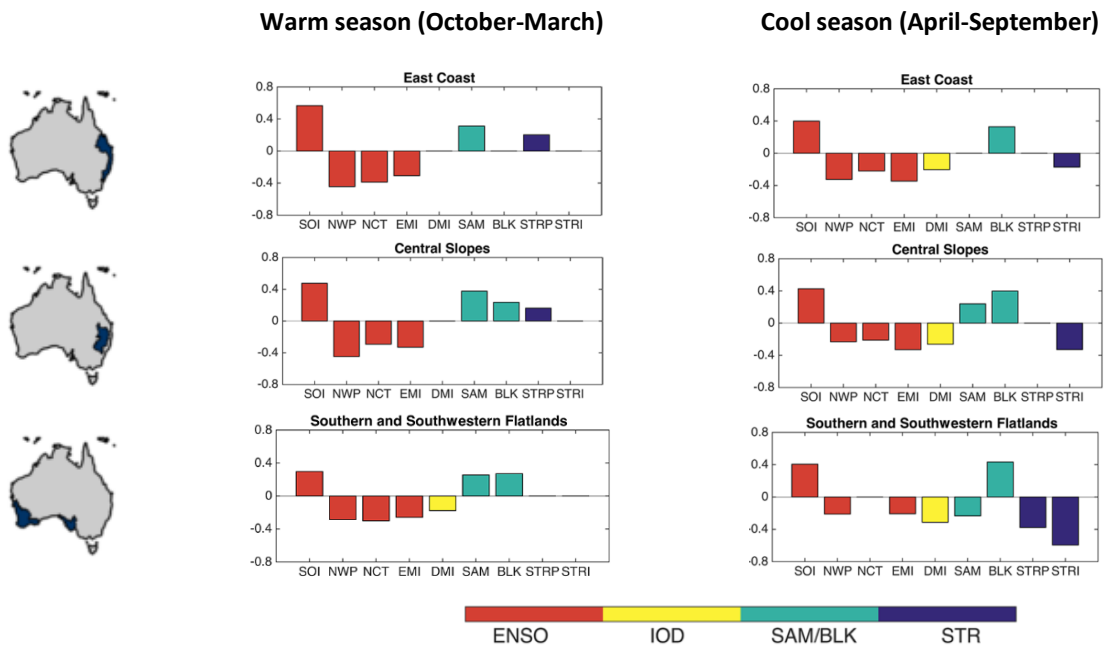 Warm season (October-March)
Cool season (April-September)
East Coast
0.8
0.4
0
-0.4
-0.8
SOI NWP NCT EMI DMI SAM BLK STRP STRI
East Coast
0.8
0.4
0
-0.4
-0.8
SOI NWP NCT EMI DMI SAM BLK STRP STRI
Central Slopes
0.8
0.4
0
-0.4
-0.8
SOI NWP NCT EMI DMI SAM BLK STRP STRI
Central Slopes
0.8
0.4
0
-0.4
-0.8
SOI NWP NCT EMI DMI SAM BLK STRP STRI
Southern and Southwestern Flatlands
0.8
0.4
0
-0.4
-0.8
SOI NWP NCT EMI DMI SAM BLK STRP STRI
Southern and Southwestern Flatlands
0.8
0.4
0
-0.4
-0.8
SOI NWP NCT EMI DMI SAM BLK STRP STRI
ENSO IOD SAM/BLK STR